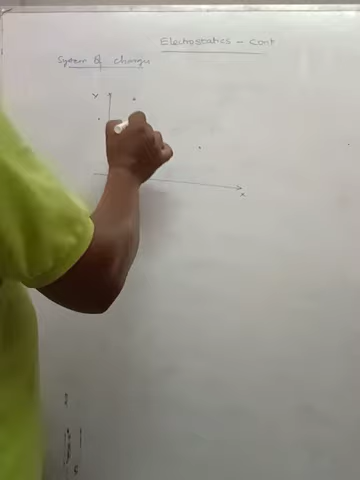 Electrostatics - Cont
System of charges
Y
X